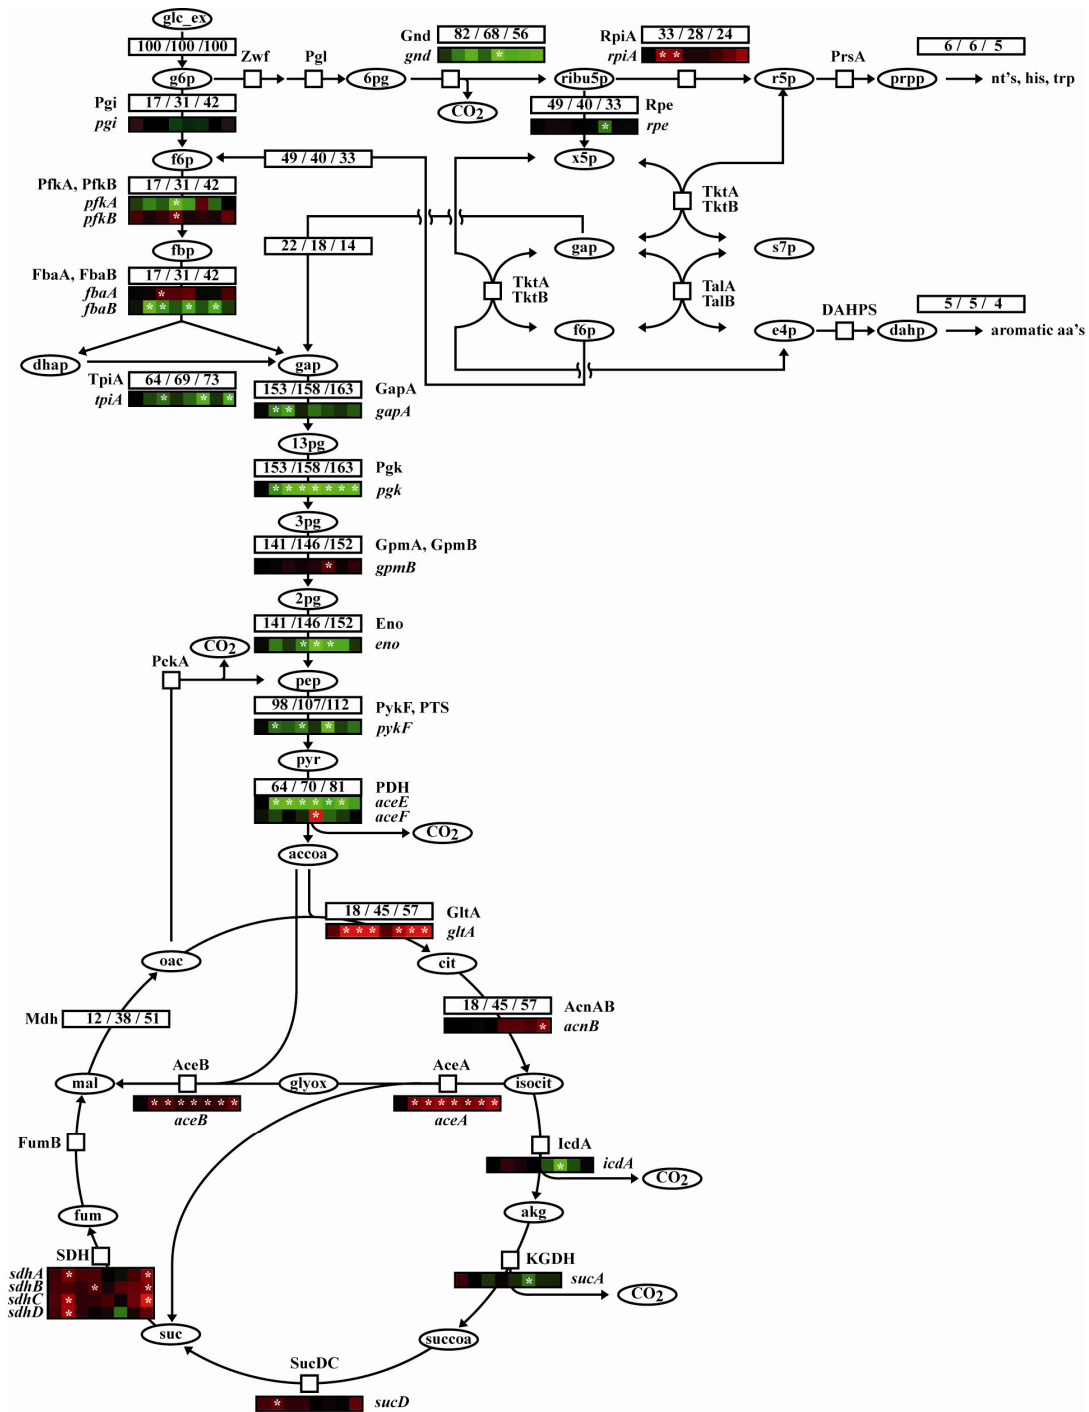 glc_ex
100 /100 /100
g6p
Zwf
Pgl
6pg
Gnd 82 / 68 / 56
gnd
CO2
ribu5p
RpiA 33 / 28 / 24
rpiA
r5p
PrsA
prpp
6 / 6 / 5
nt's, his, trp
Pgi 17 / 31 / 42
pgi
Rpe
49 / 40 / 33
rpe
f6p
49 / 40 / 33
x5p
PfkA, PfkB 17 / 31 / 42
pfkA
pfkB
TktA
TktB
fbp
22 / 18 / 14
gap
s7p
FbaA, FbaB 17 / 31 / 42
fbaA
fbaB
TktA
TktB
TalA
TalB
DAHPS
5 / 5 / 4
f6p
e4p
dahp
aromatic aa's
dhap
gap
TpiA 64 / 69 / 73
tpiA
153 /158 /163 GapA
gapA
13pg
153 /158 /163 Pgk
pgk
3pg
141 /146 /152 GpmA, GpmB
gpmB
2pg
141 /146 /152 Eno
eno
CO2
PckA
pep
98 /107/112 PykF, PTS
pykF
pyr
64 / 70 / 81 PDH
aceE
aceF
CO2
accoa
18 / 45 / 57 GltA
gltA
oac
cit
Mdh 12 / 38 / 51
18 / 45 / 57 AcnAB
acnB
AceB
AceA
mal
glyox
isocit
aceB
aceA
FumB
IcdA
icdA
CO2
fum
akg
SDH
KGDH
sdhA
sdhB
sdhC
sdhD
sucA
CO2
suc
succoa
SucDC
sucD